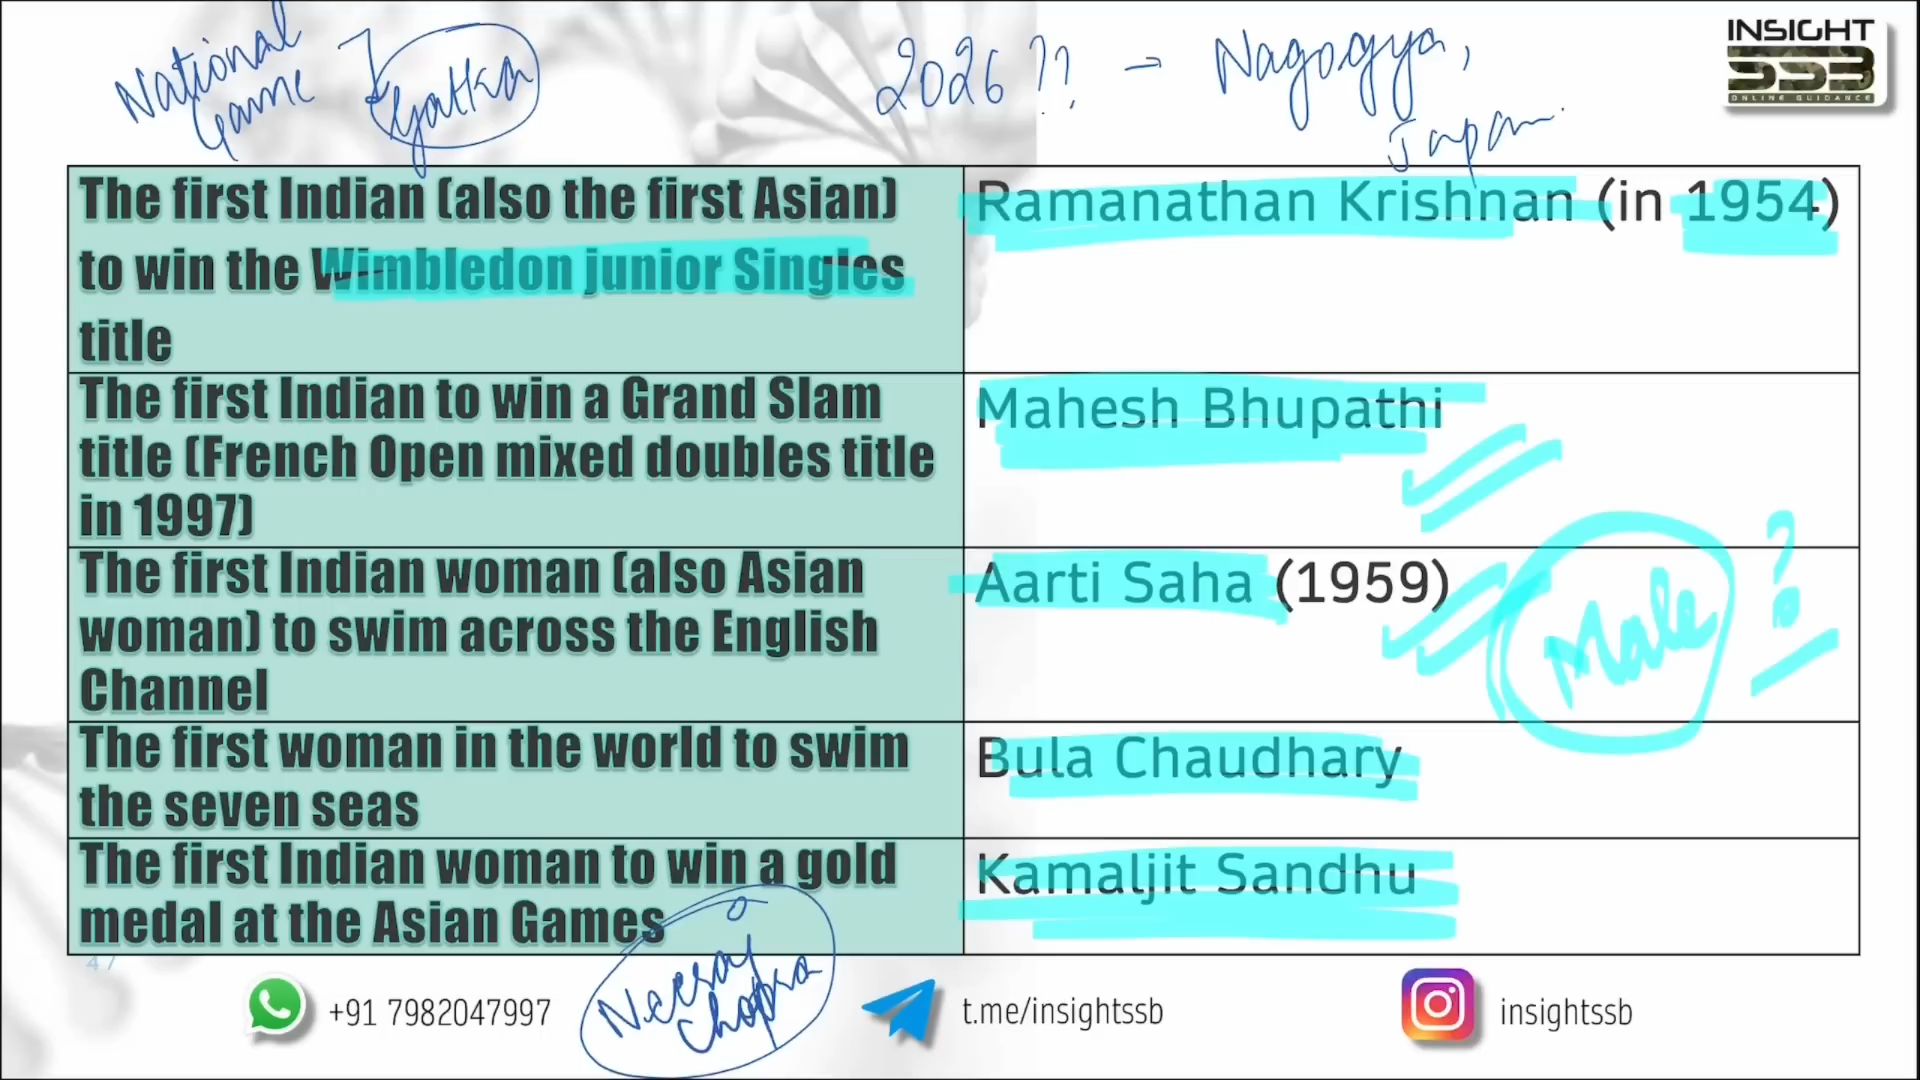 National
Game
Gatka
2026 ?? → Nagogya,
Japan
INSIGHT
SSB
ONLINE GUIDANCE
The first Indian (also the first Asian)
to win the Wimbledon junior Singles
title
Ramanathan Krishnan (in 1954)
The first Indian to win a Grand Slam
title (French Open mixed doubles title
in 1997)
Mahesh Bhupathi
The first Indian woman (also Asian
woman) to swim across the English
Channel
Aarti Saha (1959)
Male ?
The first woman in the world to swim
the seven seas
Bula Chaudhary
The first Indian woman to win a gold
medal at the Asian Games
Kamaljit Sandhu
47
Neeraj
Chopra
+91 7982047997
t.me/insightssb
insightssb